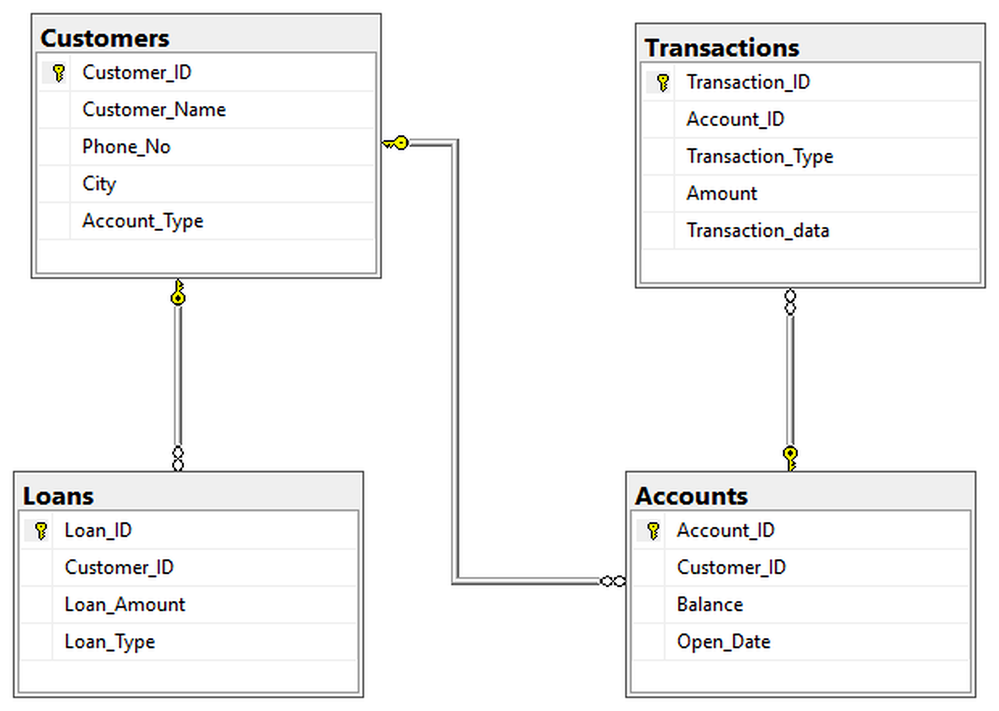 Customers
Customer_ID
Customer_Name
Phone_No
City
Account_Type
Transactions
Transaction_ID
Account_ID
Transaction_Type
Amount
Transaction_data
Loans
Loan_ID
Customer_ID
Loan_Amount
Loan_Type
Accounts
Account_ID
Customer_ID
Balance
Open_Date